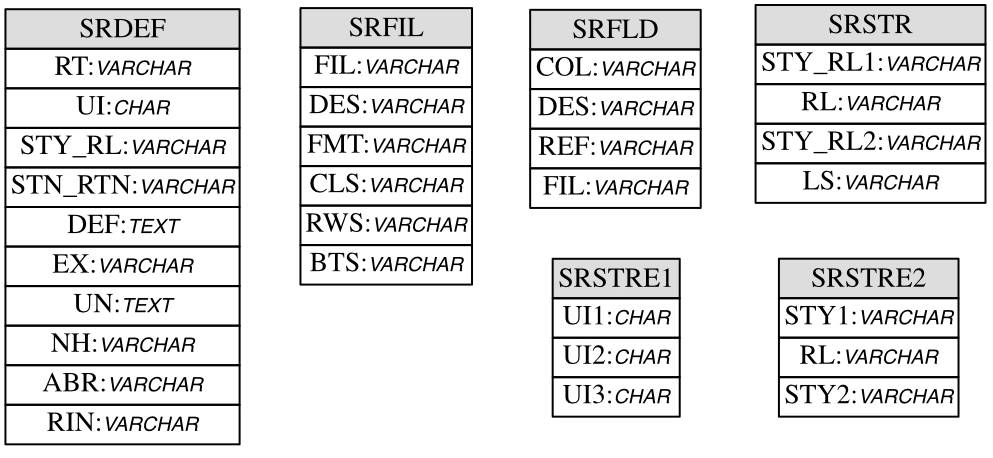 SRDEF
RT:VARCHAR
UI:CHAR
STY_RL:VARCHAR
STN_RTN:VARCHAR
DEF:TEXT
EX:VARCHAR
UN:TEXT
NH:VARCHAR
ABR:VARCHAR
RIN:VARCHAR
SRFIL
FIL:VARCHAR
DES:VARCHAR
FMT:VARCHAR
CLS:VARCHAR
RWS:VARCHAR
BTS:VARCHAR
SRFLD
COL:VARCHAR
DES:VARCHAR
REF:VARCHAR
FIL:VARCHAR
SRSTR
STY_RL1:VARCHAR
RL:VARCHAR
STY_RL2:VARCHAR
LS:VARCHAR
SRSTRE1
UI1:CHAR
UI2:CHAR
UI3:CHAR
SRSTRE2
STY1:VARCHAR
RL:VARCHAR
STY2:VARCHAR